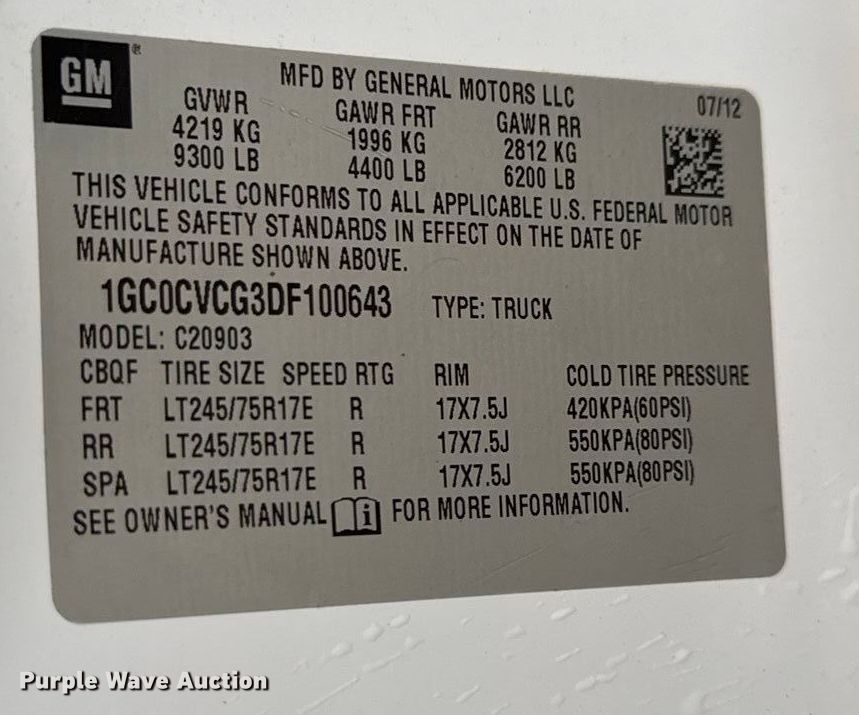 GM ®
MFD BY GENERAL MOTORS LLC
07/12
GVWR GAWR FRT GAWR RR
4219 KG 1996 KG 2812 KG
9300 LB 4400 LB 6200 LB
THIS VEHICLE CONFORMS TO ALL APPLICABLE U.S. FEDERAL MOTOR
VEHICLE SAFETY STANDARDS IN EFFECT ON THE DATE OF
MANUFACTURE SHOWN ABOVE.
1GC0CVCG3DF100643 TYPE: TRUCK
MODEL: C20903
CBQF TIRE SIZE SPEED RTG RIM COLD TIRE PRESSURE
FRT LT245/75R17E R 17X7.5J 420KPA(60PSI)
RR LT245/75R17E R 17X7.5J 550KPA(80PSI)
SPA LT245/75R17E R 17X7.5J 550KPA(80PSI)
SEE OWNER'S MANUAL i FOR MORE INFORMATION.
Purple Wave Auction